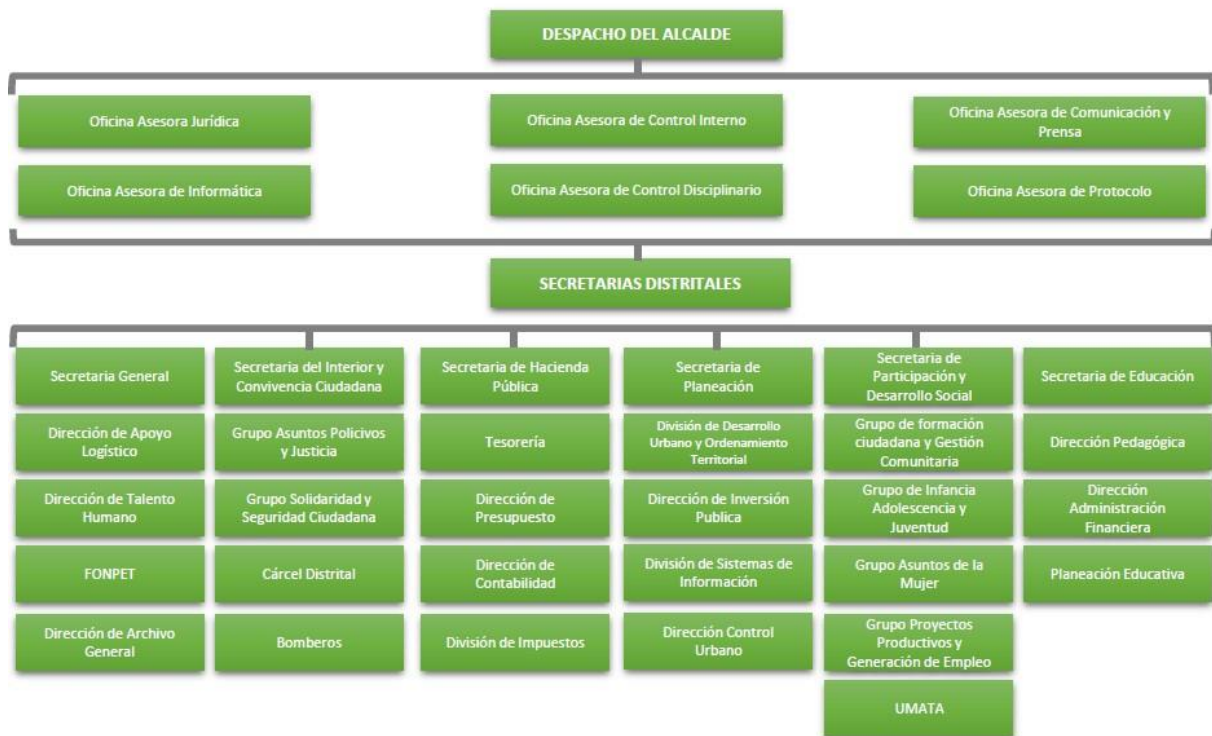 DESPACHO DEL ALCALDE
Oficina Asesora Jurídica
Oficina Asesora de Control Interno
Oficina Asesora de Comunicación y
Prensa
Oficina Asesora de Informática
Oficina Asesora de Control Disciplinario
Oficina Asesora de Protocolo
SECRETARIAS DISTRITALES
Secretaria General
Dirección de Apoyo
Logístico
Dirección de Talento
Humano
FONPET
Dirección de Archivo
General
Secretaria del Interior y
Convivencia Ciudadana
Grupo Asuntos Policivos
y Justicia
Grupo Solidaridad y
Seguridad Ciudadana
Cárcel Distrital
Bomberos
Secretaria de Hacienda
Pública
Tesorería
Dirección de
Presupuesto
Dirección de
Contabilidad
División de Impuestos
Secretaria de
Planeación
División de Desarrollo
Urbano y Ordenamiento
Territorial
Dirección de Inversión
Publica
División de Sistemas de
Información
Dirección Control
Urbano
Secretaria de
Participación y
Desarrollo Social
Grupo de formación
ciudadana y Gestión
Comunitaria
Grupo de Infancia
Adolescencia y
Juventud
Grupo Asuntos de la
Mujer
Grupo Proyectos
Productivos y
Generación de Empleo
UMATA
Secretaria de Educación
Dirección Pedagógica
Dirección
Administración
Financiera
Planeación Educativa